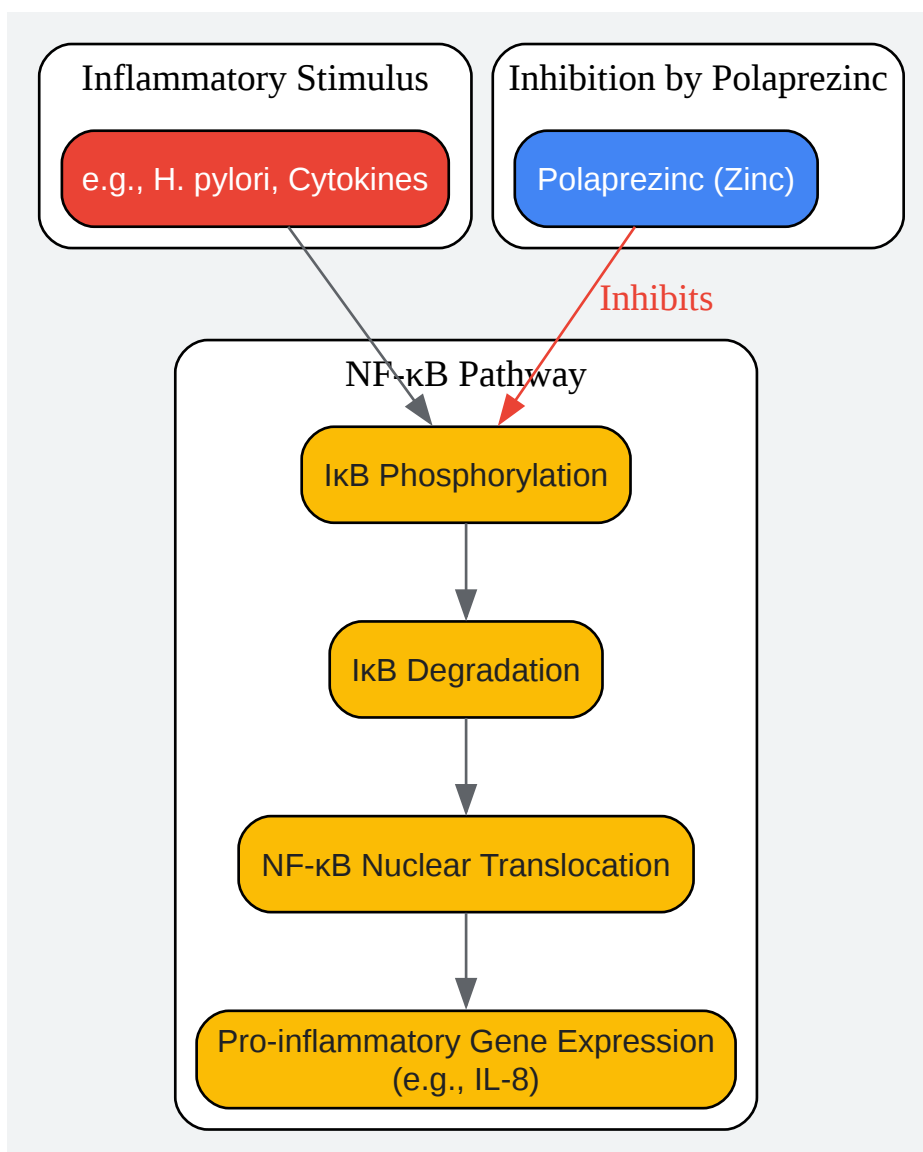 Inflammatory Stimulus
e.g., H. pylori, Cytokines
Inhibition by Polaprezinc
Polaprezinc (Zinc)
Inhibits
NF-κB Pathway
IκB Phosphorylation
IκB Degradation
NF-κB Nuclear Translocation
Pro-inflammatory Gene Expression
(e.g., IL-8)